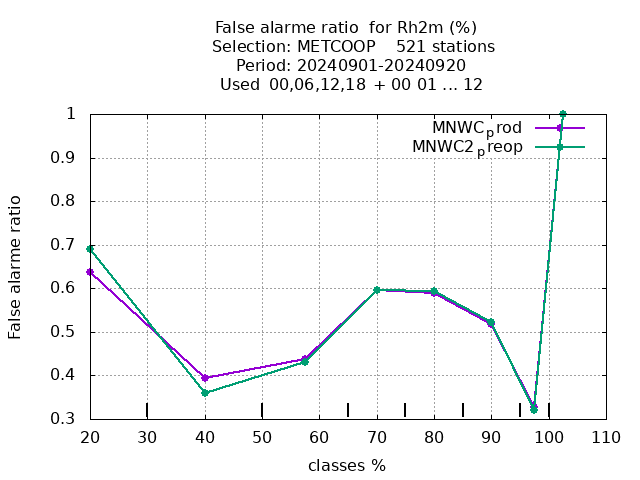 False alarme ratio  for Rh2m (%)
Selection: METCOOP    521 stations
Period: 20240901-20240920
Used  00,06,12,18 + 00 01 ... 12
MNWC_prod
MNWC2_preop
1
0.9
0.8
0.7
0.6
0.5
0.4
0.3
False alarme ratio
20 30 40 50 60 70 80 90 100 110
classes %